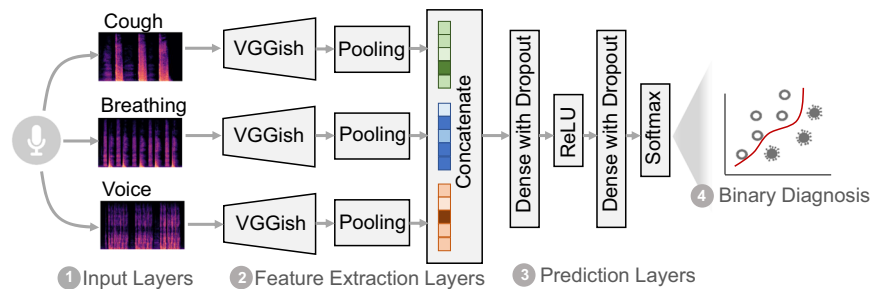 Cough
VGGish
Pooling
Breathing
VGGish
Pooling
Voice
VGGish
Pooling
Concatenate
Dense with Dropout
ReLU
Dense with Dropout
Softmax
4 Binary Diagnosis
1 Input Layers
2 Feature Extraction Layers
3 Prediction Layers